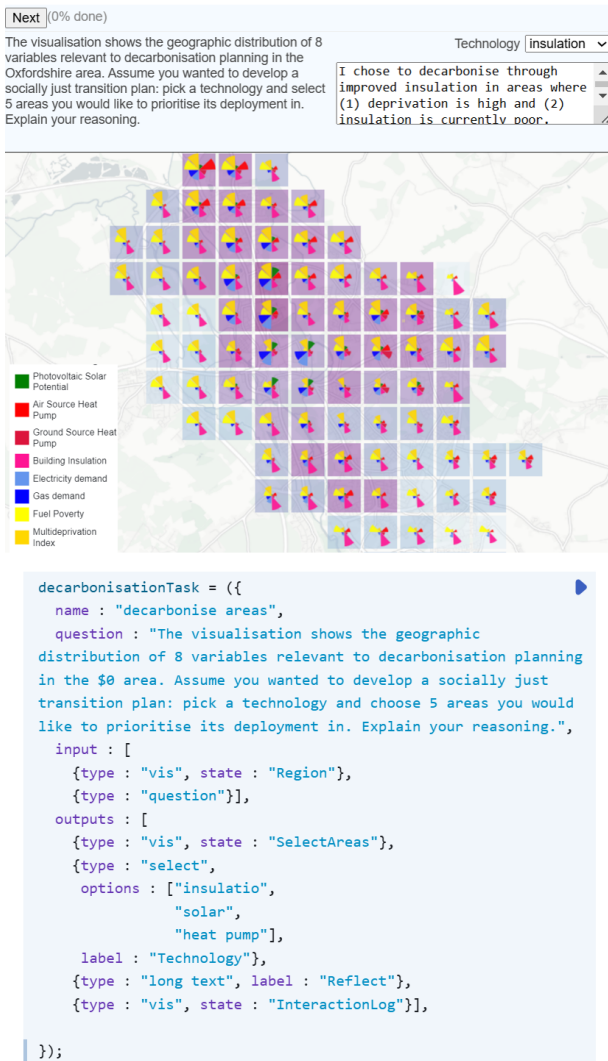 Next (0% done)
The visualisation shows the geographic distribution of 8
variables relevant to decarbonisation planning in the
Oxfordshire area. Assume you wanted to develop a
socially just transition plan: pick a technology and select
5 areas you would like to prioritise its deployment in.
Explain your reasoning.
Technology insulation
I chose to decarbonise through
improved insulation in areas where
(1) deprivation is high and (2)
insulation is currently poor.
Photovoltaic Solar
Potential
Air Source Heat
Pump
Ground Source Heat
Pump
Building Insulation
Electricity demand
Gas demand
Fuel Poverty
Multideprivation
Index
decarbonisationTask = ({
name : "decarbonise areas",
question : "The visualisation shows the geographic
distribution of 8 variables relevant to decarbonisation planning
in the $0 area. Assume you wanted to develop a socially just
transition plan: pick a technology and choose 5 areas you would
like to prioritise its deployment in. Explain your reasoning.",
input : [
{type : "vis", state : "Region"},
{type : "question"}],
outputs : [
{type : "vis", state : "SelectAreas"},
{type : "select",
options : ["insulatio",
"solar",
"heat pump"],
label : "Technology"},
{type : "long text", label : "Reflect"},
{type : "vis", state : "InteractionLog"}],
});